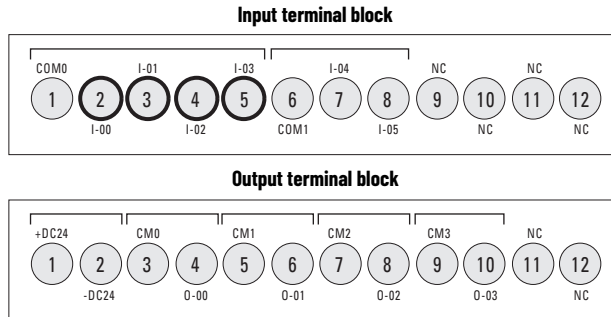 Input terminal block
COM0 I-01 I-03 I-04 NC NC
1 2 3 4 5 6 7 8 9 10 11 12
I-00 I-02 COM1 I-05 NC NC
Output terminal block
+DC24 CM0 CM1 CM2 CM3 NC
1 2 3 4 5 6 7 8 9 10 11 12
-DC24 O-00 O-01 O-02 O-03 NC